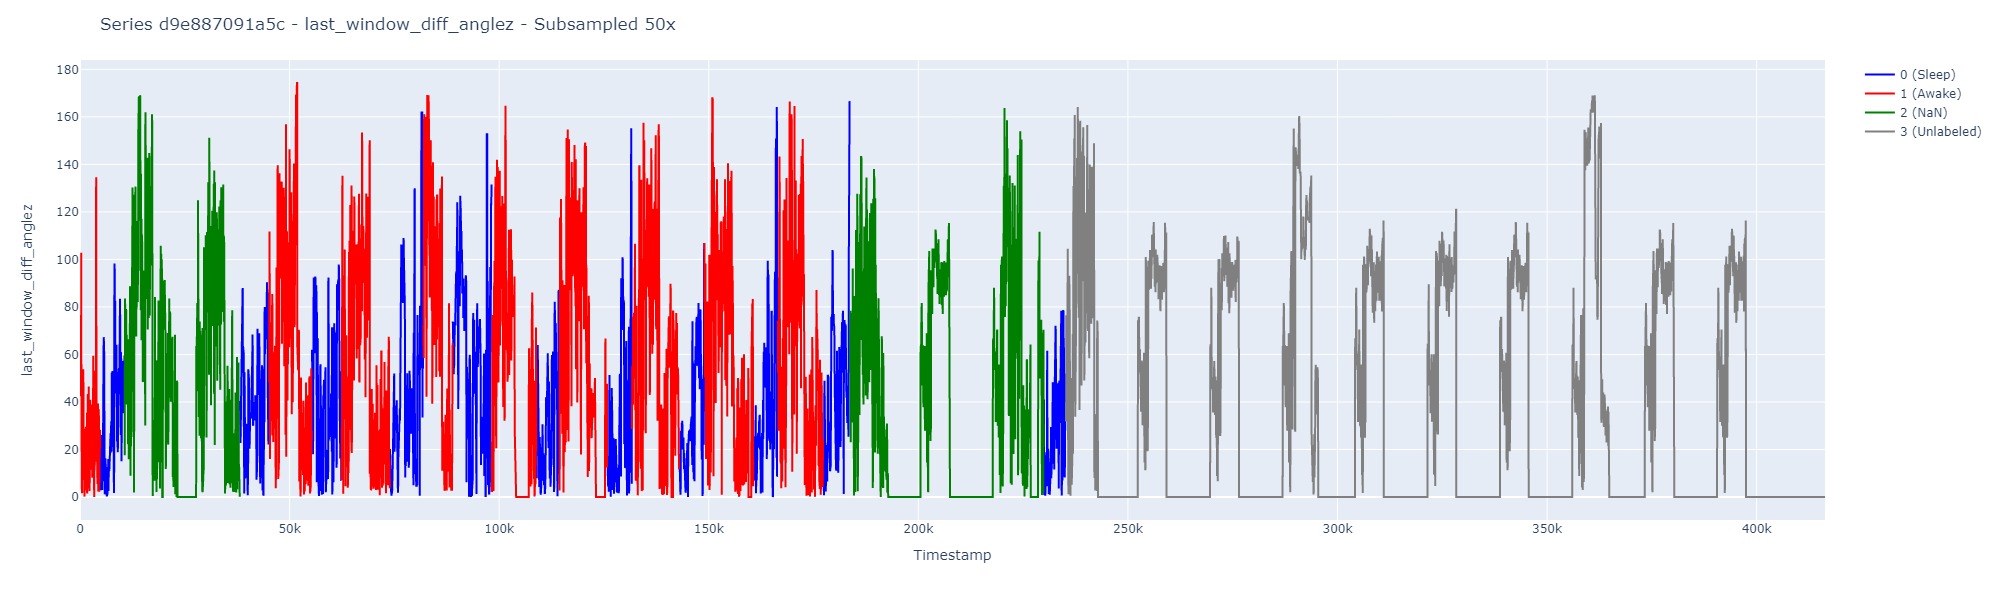 Series d9e887091a5c - last_window_diff_anglez - Subsampled 50x
180
160
140
120
100
80
60
40
20
0
last_window_diff_anglez
0 50k 100k 150k 200k 250k 300k 350k 400k
Timestamp
0 (Sleep)
1 (Awake)
2 (NaN)
3 (Unlabeled)